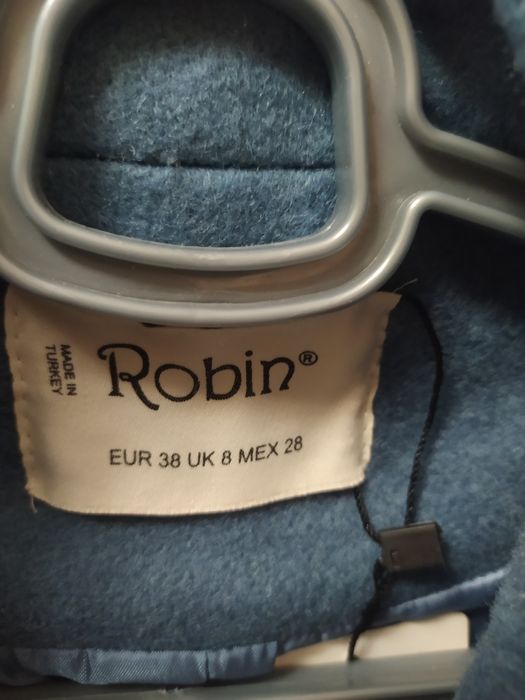 MADE IN
TURKEY
Robin®
EUR 38 UK 8 MEX 28